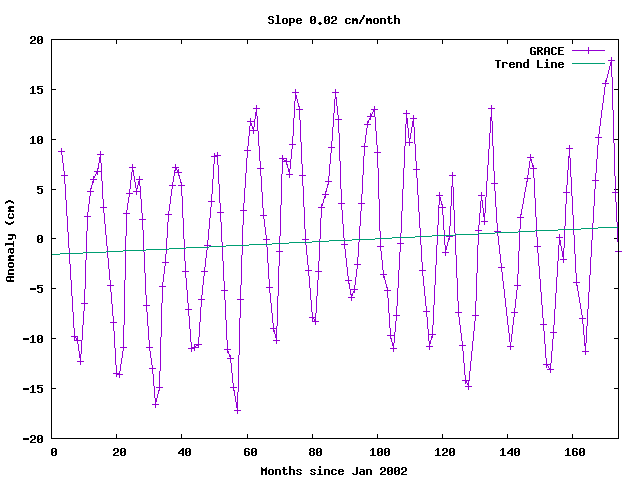 Slope 0.02 cm/month
GRACE
Trend Line
20
15
10
5
0
-5
-10
-15
-20
Anomaly (cm)
0 20 40 60 80 100 120 140 160
Months since Jan 2002